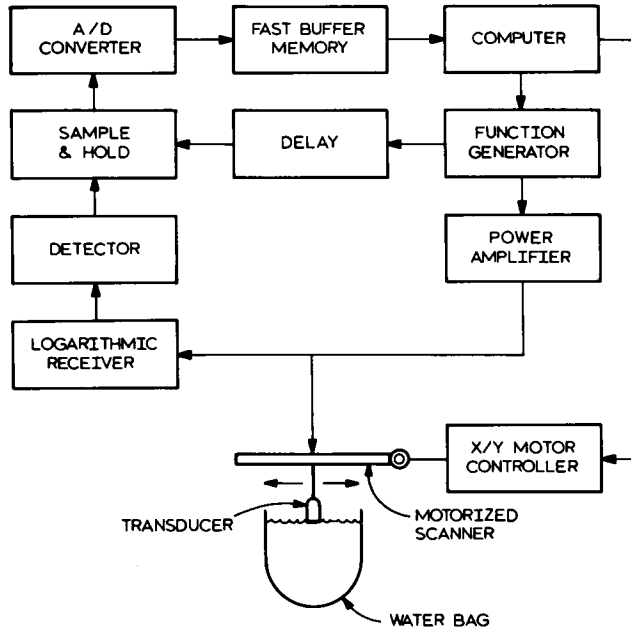 A/D
CONVERTER
FAST BUFFER
MEMORY
COMPUTER
SAMPLE
& HOLD
DELAY
FUNCTION
GENERATOR
DETECTOR
POWER
AMPLIFIER
LOGARITHMIC
RECEIVER
X/Y MOTOR
CONTROLLER
TRANSDUCER
MOTORIZED
SCANNER
WATER BAG